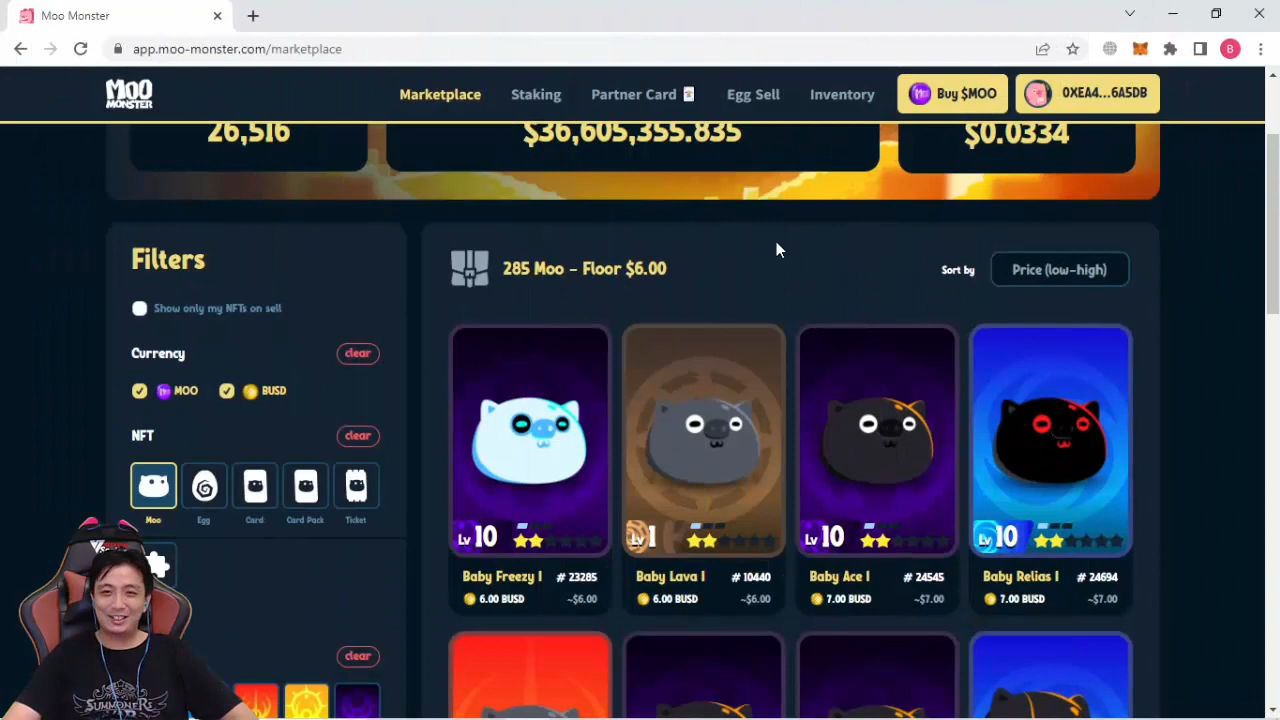 Moo Monster
app.moo-monster.com/marketplace
B
MOO
MONSTER
Marketplace
Staking
Partner Card
Egg Sell
Inventory
Buy $MOO
0XEA4...6A5DB
26,516
$36,605,355.835
$0.0334
Filters
285 Moo - Floor $6.00
Sort by
Price (low-high)
Show only my NFTs on sell
Currency
clear
MOO
BUSD
NFT
clear
Moo
Egg
Card
Card Pack
Ticket
Lv 10
Lv 1
Lv 10
Lv 10
Baby Freezy I # 23285
6.00 BUSD ~$6.00
Baby Lava I # 10440
6.00 BUSD ~$6.00
Baby Ace I # 24545
7.00 BUSD ~$7.00
Baby Relias I # 24694
7.00 BUSD ~$7.00
clear
SUMMONERS